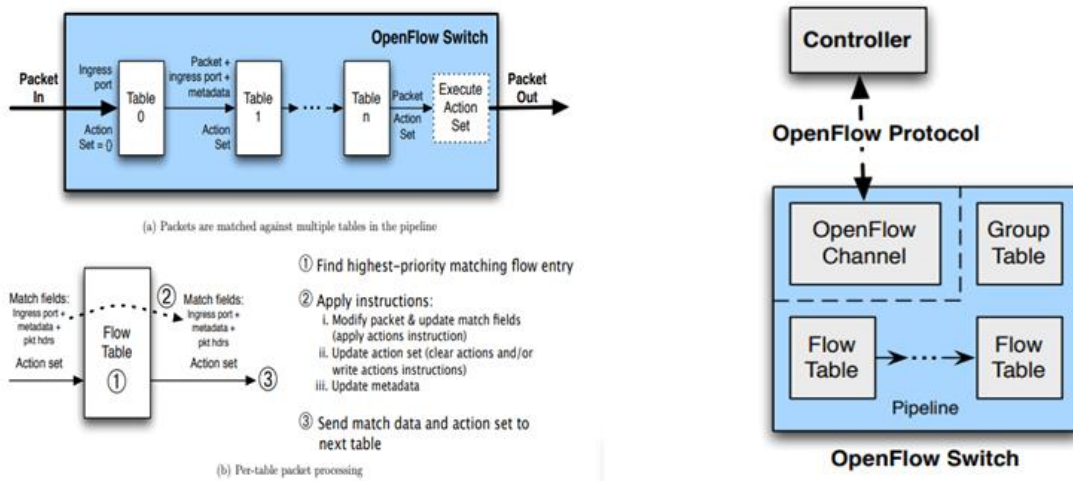 OpenFlow Switch
Packet
In
Ingress
port
Action
Set = {}
Table
0
Packet +
ingress port +
metadata
Action
Set
Table
1
Table
n
Packet
Action
Set
Execute
Action
Set
Packet
Out
(a) Packets are matched against multiple tables in the pipeline
Match fields:
Ingress port +
metadata +
pkt hdrs
Action set
Flow
Table
①
②
Match fields:
Ingress port +
metadata +
pkt hdrs
Action set
③
① Find highest-priority matching flow entry
② Apply instructions:
i. Modify packet & update match fields
(apply actions instruction)
ii. Update action set (clear actions and/or
write actions instructions)
iii. Update metadata
③ Send match data and action set to
next table
(b) Per-table packet processing
Controller
OpenFlow Protocol
OpenFlow
Channel
Group
Table
Flow
Table
Flow
Table
Pipeline
OpenFlow Switch